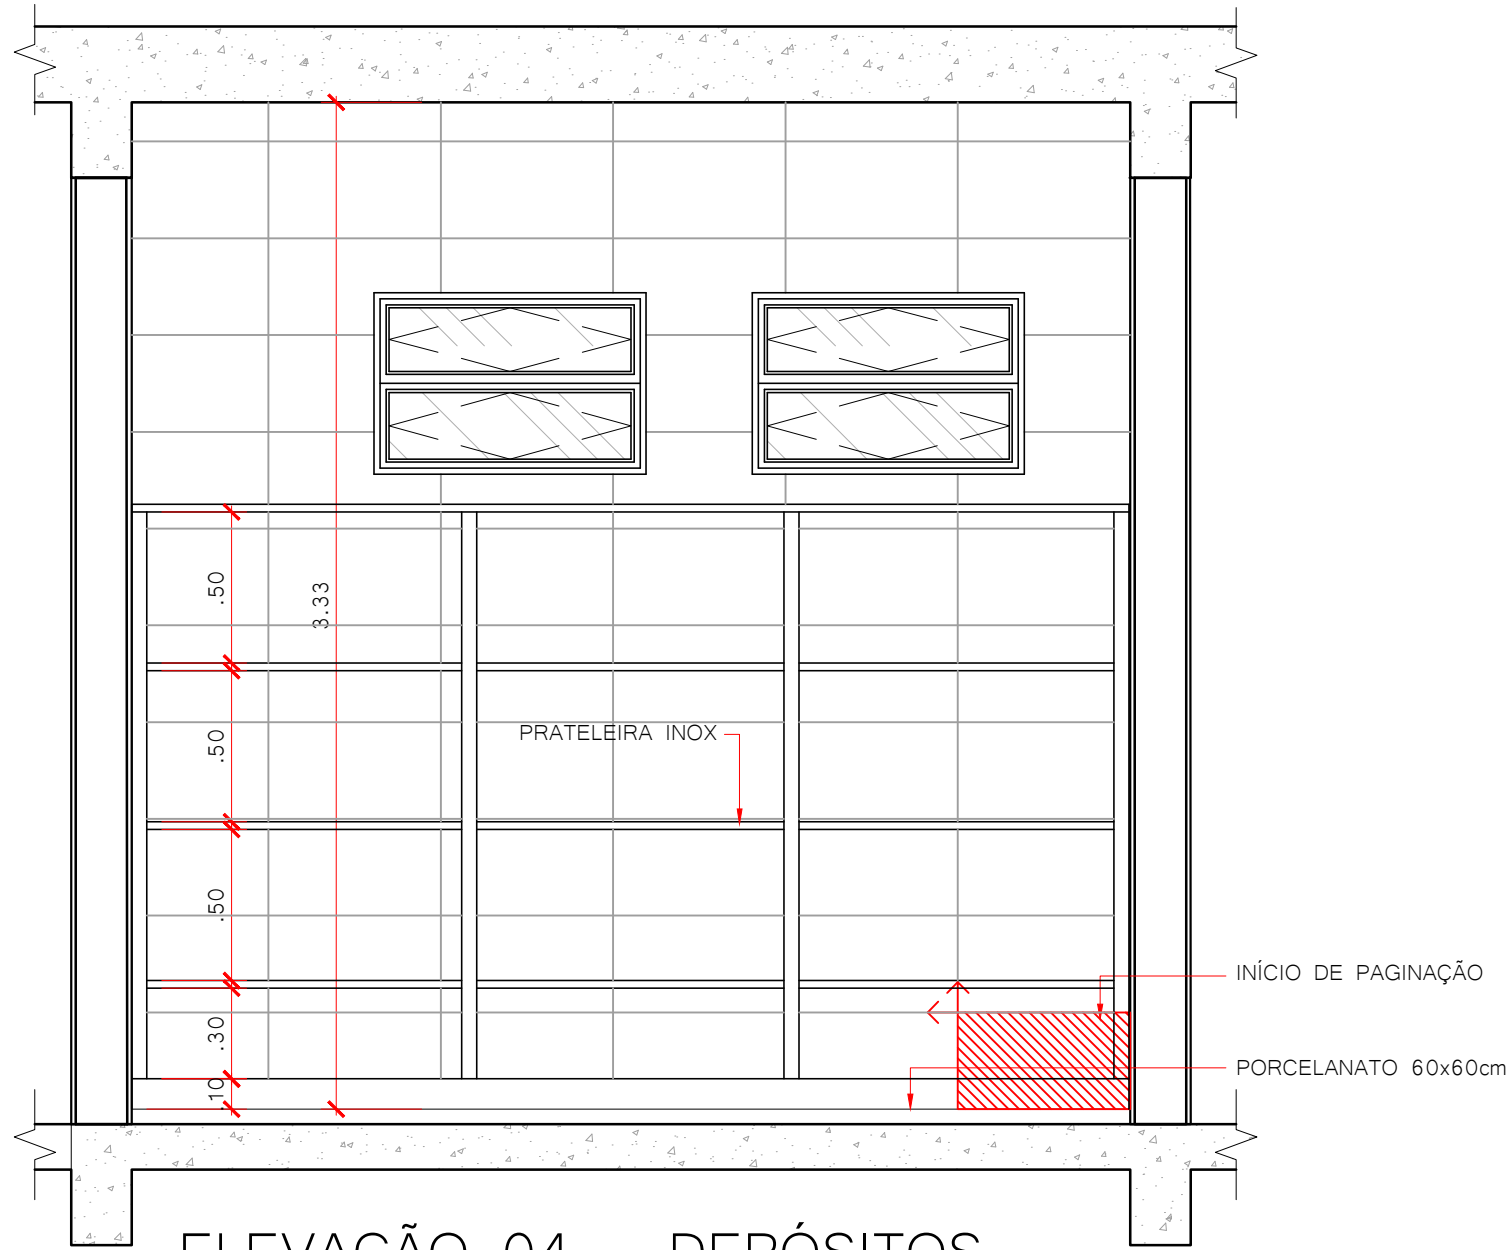 .50
3.33
.50
PRATELEIRA INOX
.50
INÍCIO DE PAGINAÇÃO
.30
PORCELANATO 60x60cm
.10
ELEVAÇÃO 04 DEPÓSITOS